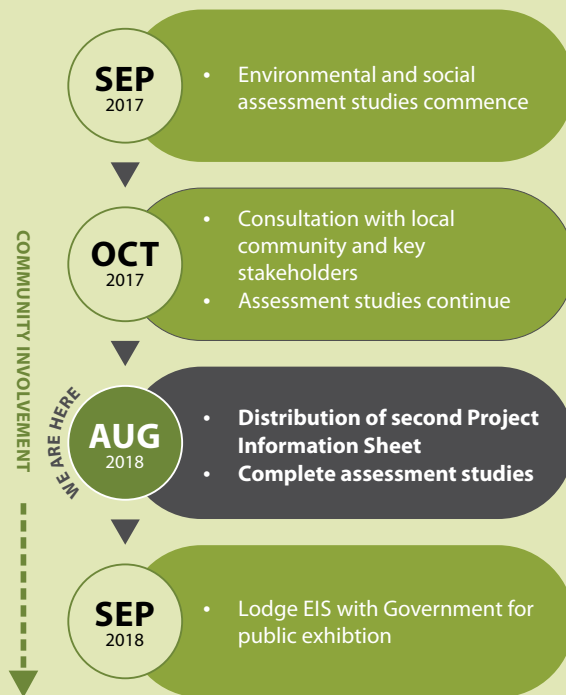 SEP
2017
• Environmental and social
assessment studies commence
COMMUNITY INVOLVEMENT
OCT
2017
• Consultation with local
community and key
stakeholders
• Assessment studies continue
WE ARE HERE
AUG
2018
• Distribution of second Project
Information Sheet
• Complete assessment studies
SEP
2018
• Lodge EIS with Government for
public exhibtion